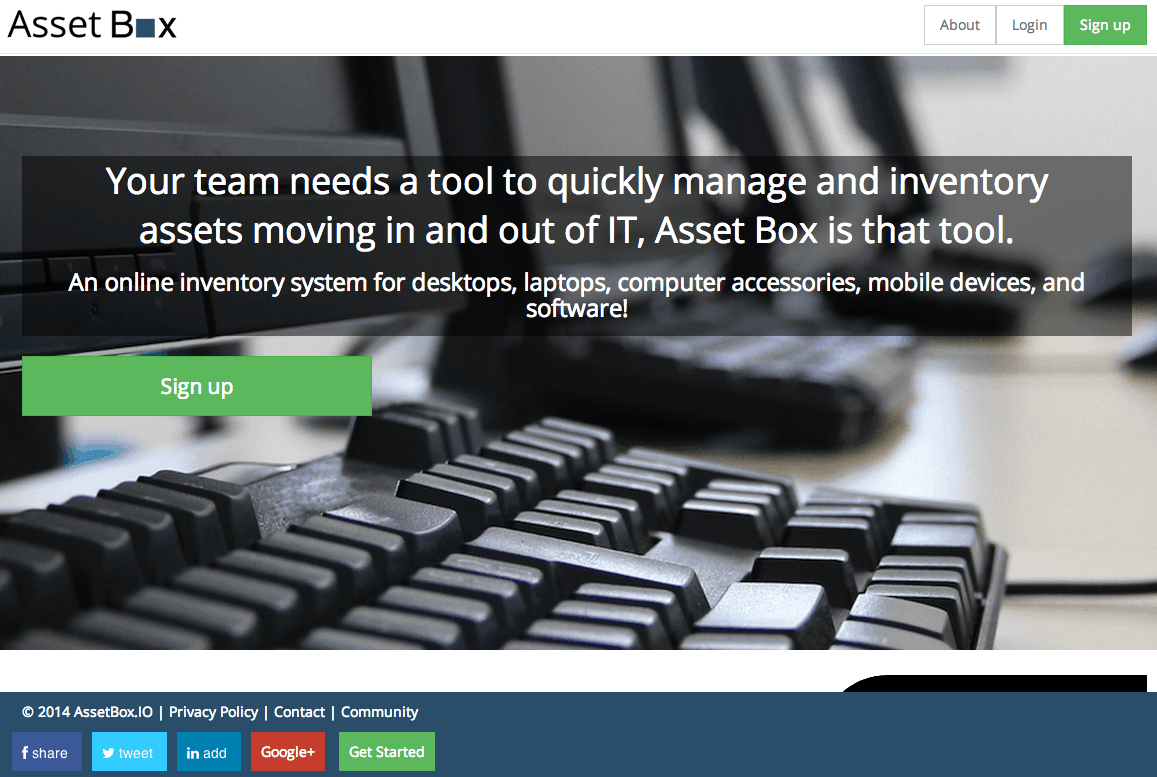 Asset Box
About
Login
Sign up
Your team needs a tool to quickly manage and inventory
assets moving in and out of IT, Asset Box is that tool.
An online inventory system for desktops, laptops, computer accessories, mobile devices, and
software!
Sign up
© 2014 AssetBox.IO | Privacy Policy | Contact | Community
f share
tweet
in add
Google+
Get Started